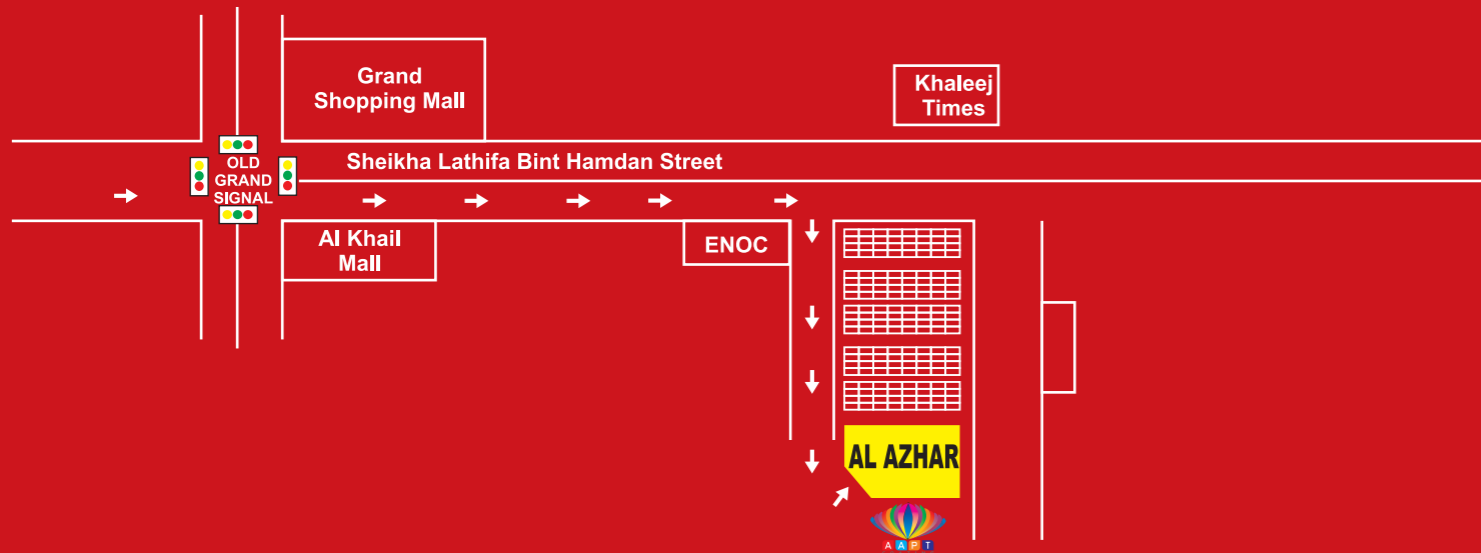 Grand
Shopping Mall
Khaleej
Times
OLD
GRAND
SIGNAL
Sheikha Lathifa Bint Hamdan Street
Al Khail
Mall
ENOC
AL AZHAR
A A P T